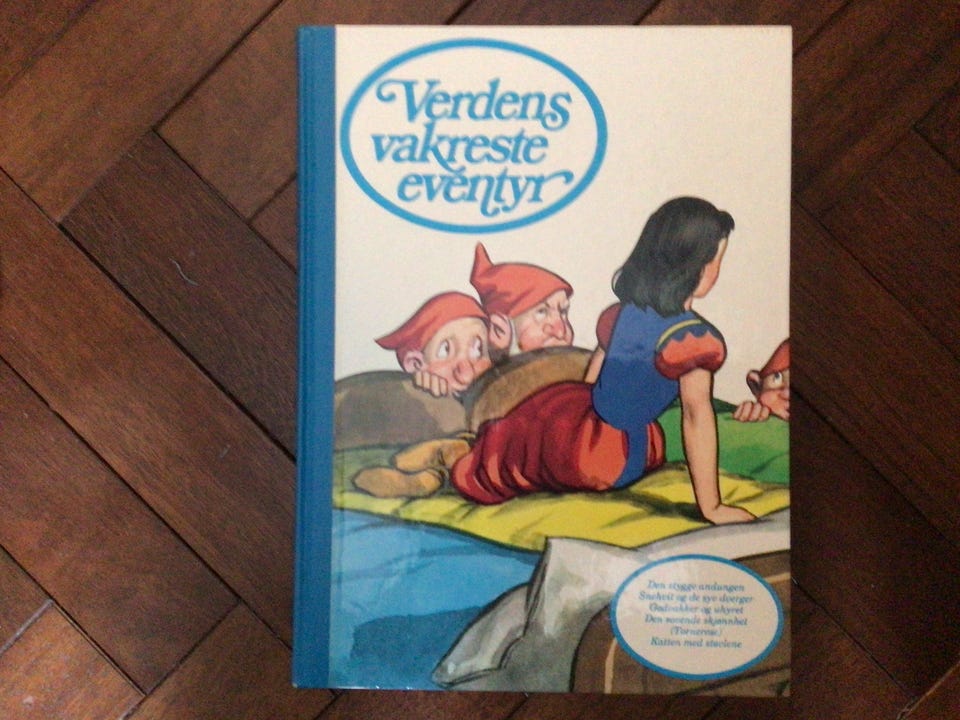 Verdens
vakreste
eventyr
Den stygge andungen
Snehvit og de syv dverger
Godvakker og uhyret
Den sovende skjønnhet
(Tornerose)
Katten med støvlene